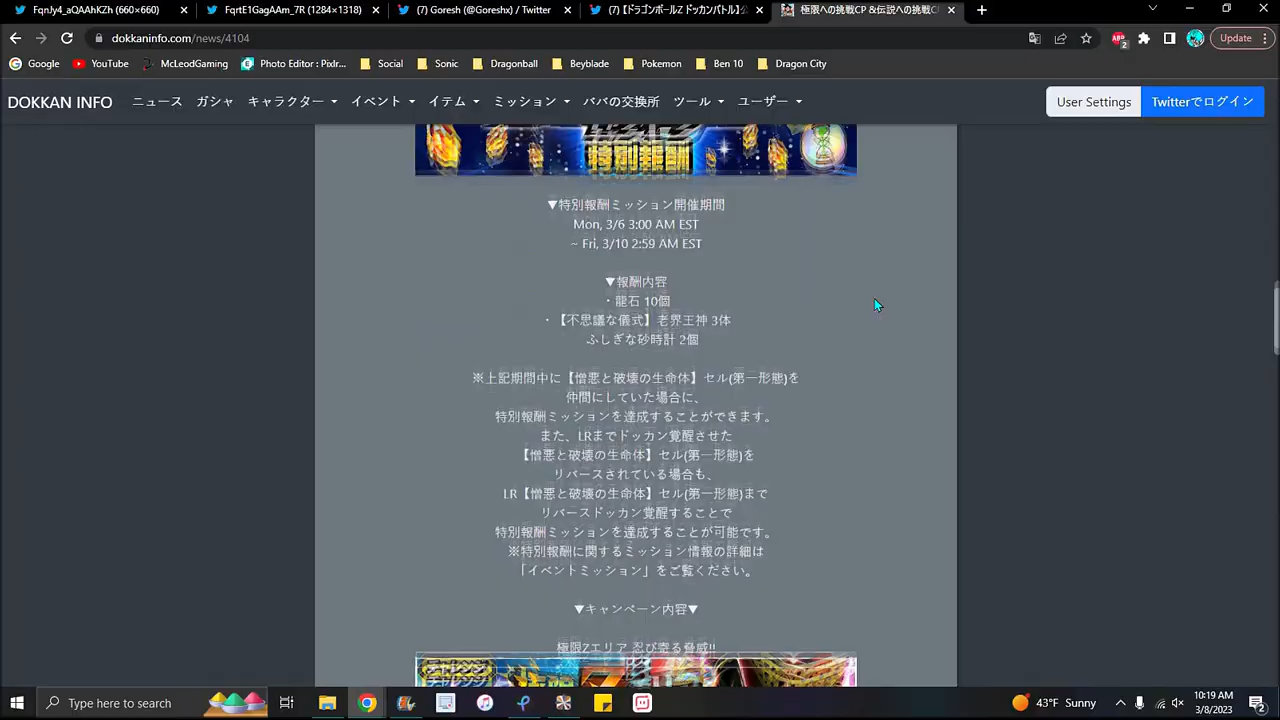 FqnJy4_aQAAhKZh (660×660)
FqrtE1GagAAm_7R (1284×1318)
(7) Goresh (@Goreshx) / Twitter
(7) 【ドラゴンボールZ ドッカンバトル】
極限への挑戦CP &伝説への挑戦C
dokkaninfo.com/news/4104
2
Update
Google
YouTube
McLeodGaming
Photo Editor : Pixlr...
Social
Sonic
Dragonball
Beyblade
Pokemon
Ben 10
Dragon City
DOKKAN INFO
ニュース
ガシャ
キャラクター
イベント
アイテム
ミッション
ババの交換所
ツール
ユーザー
User Settings
Twitterでログイン
特別報酬
▼特別報酬ミッション開催期間
Mon, 3/6 3:00 AM EST
~ Fri, 3/10 2:59 AM EST
▼報酬内容
・龍石 10個
・【不思議な儀式】老界王神 3体
ふしぎな砂時計 2個
※上記期間中に【憎悪と破壊の生命体】セル(第一形態)を
仲間にしていた場合に、
特別報酬ミッションを達成することができます。
また、LRまでドッカン覚醒させた
【憎悪と破壊の生命体】セル(第一形態)を
リバースされている場合も、
LR【憎悪と破壊の生命体】セル(第一形態)まで
リバースドッカン覚醒することで
特別報酬ミッションを達成することが可能です。
※特別報酬に関するミッション情報の詳細は
「イベントミッション」をご覧ください。
▼キャンペーン内容▼
極限Zエリア 忍び寄る脅威!!
Type here to search
43°F Sunny
10:19 AM
3/8/2023
2